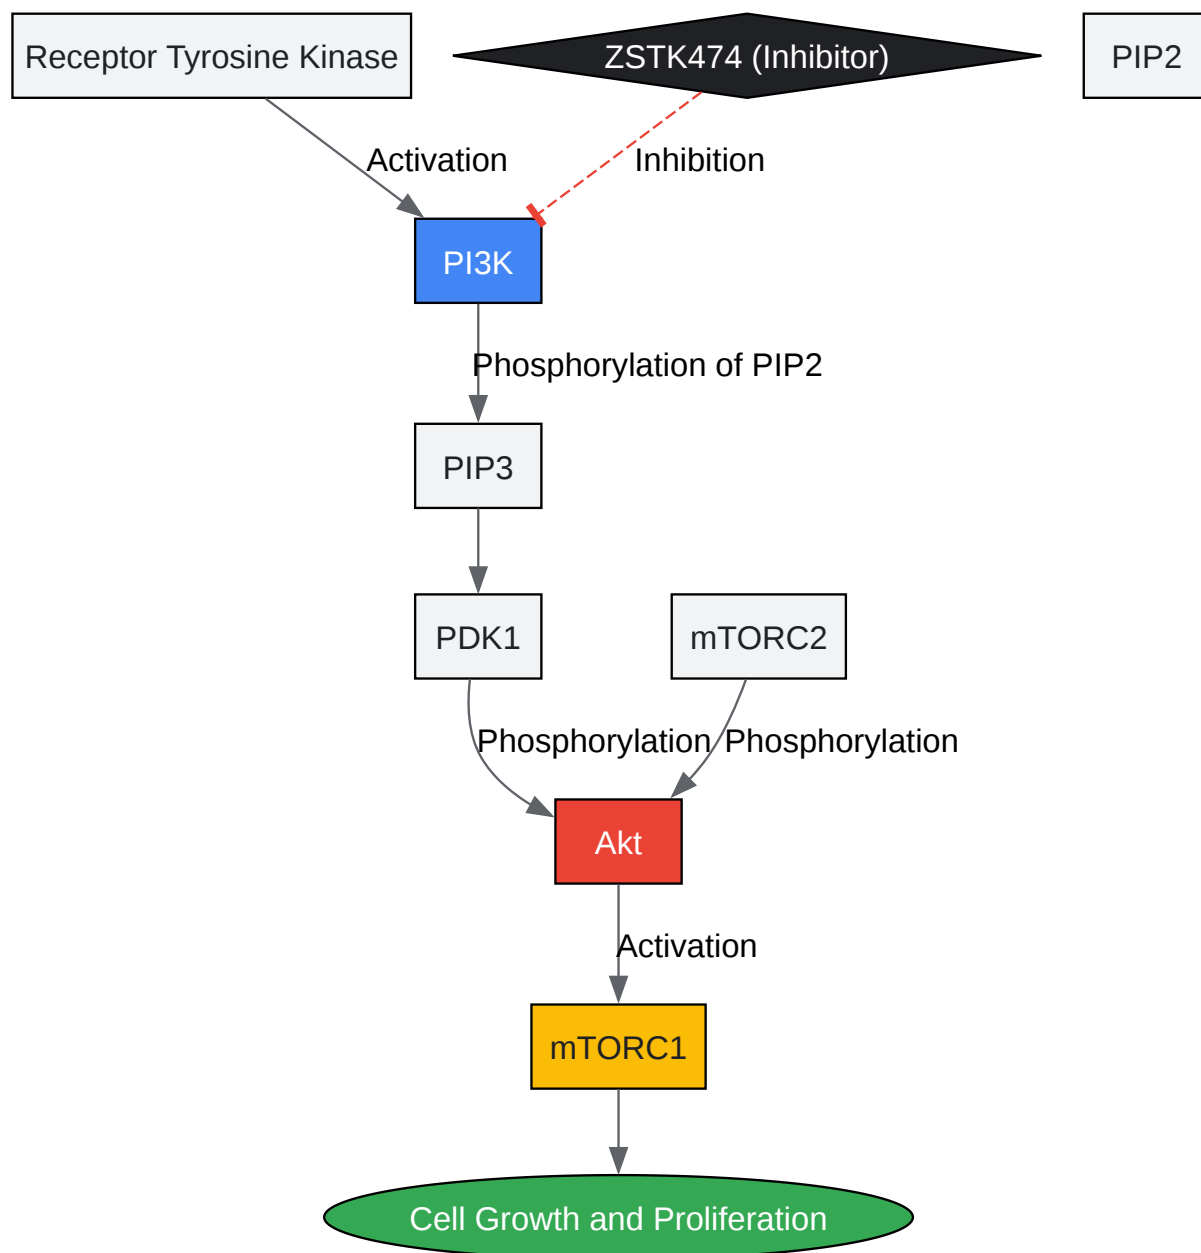 Receptor Tyrosine Kinase
ZSTK474 (Inhibitor)
PIP2
Activation
Inhibition
PI3K
Phosphorylation of PIP2
PIP3
PDK1
mTORC2
Phosphorylation
Phosphorylation
Akt
Activation
mTORC1
Cell Growth and Proliferation